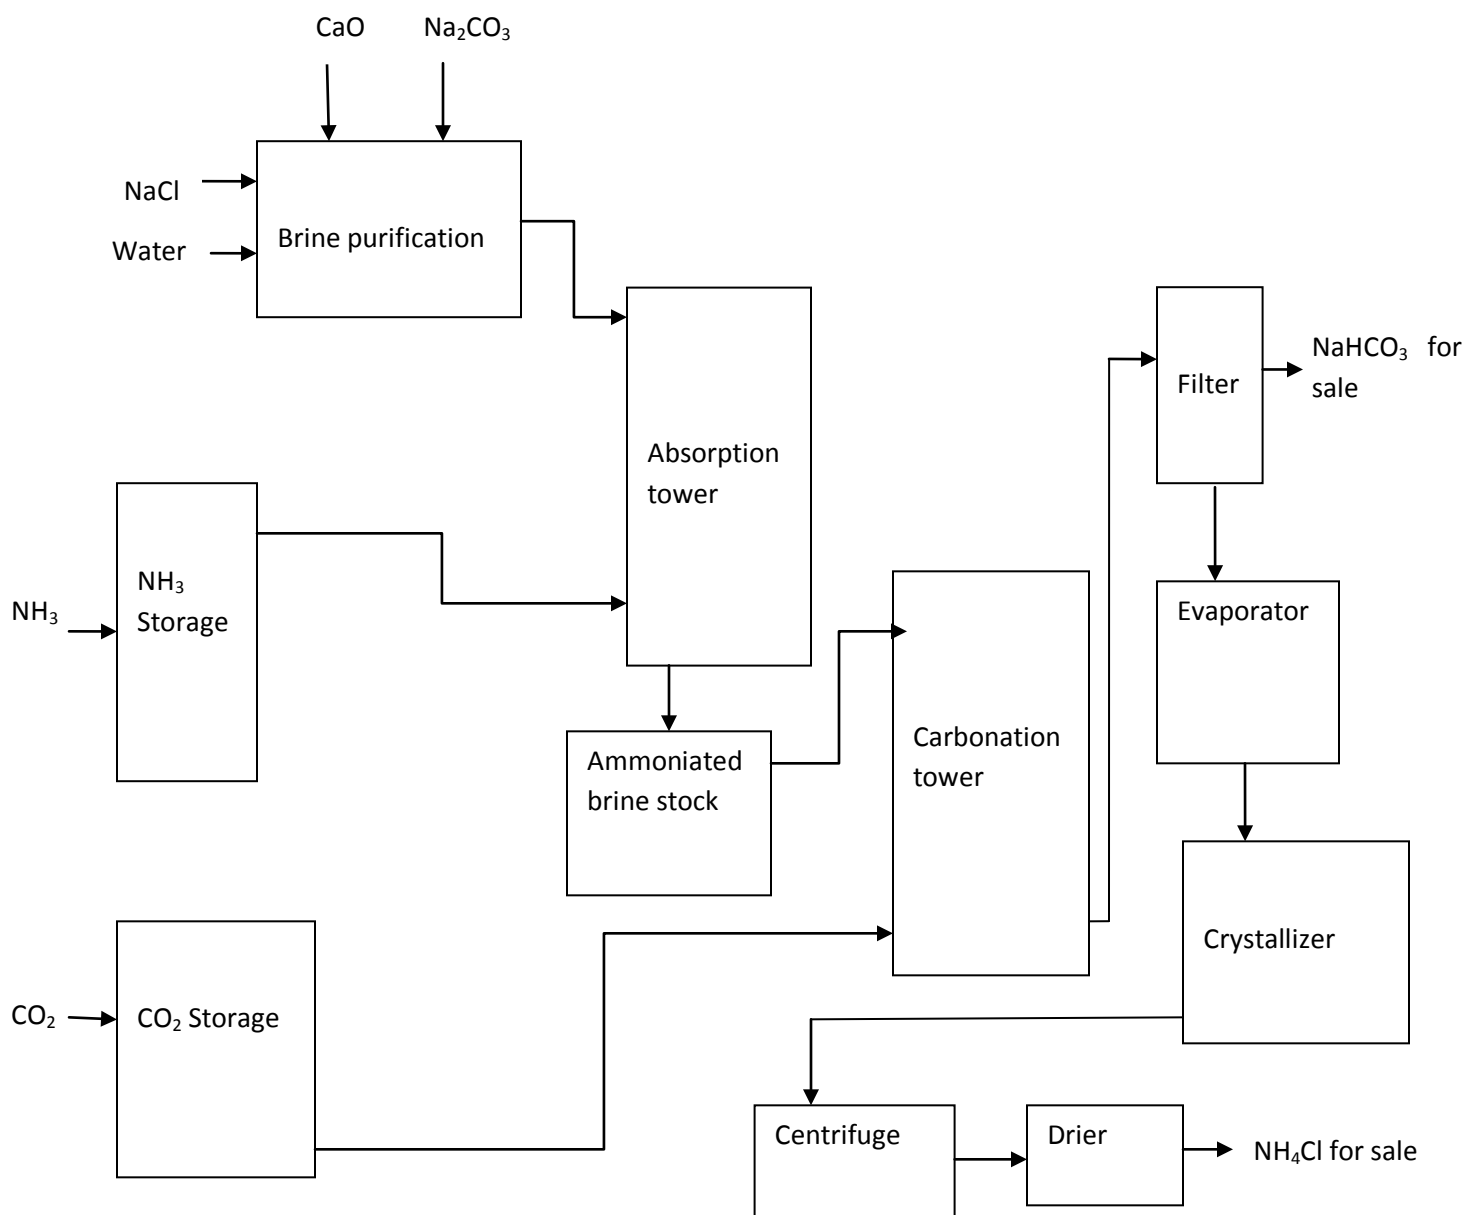 CaO
Na₂CO₃
NaCl
Water
Brine purification
NaHCO₃ for
sale
Filter
Absorption
tower
NH₃
NH₃
Storage
Evaporator
Ammoniated
brine stock
Carbonation
tower
Crystallizer
CO₂
CO₂ Storage
Centrifuge
Drier
NH₄Cl for sale